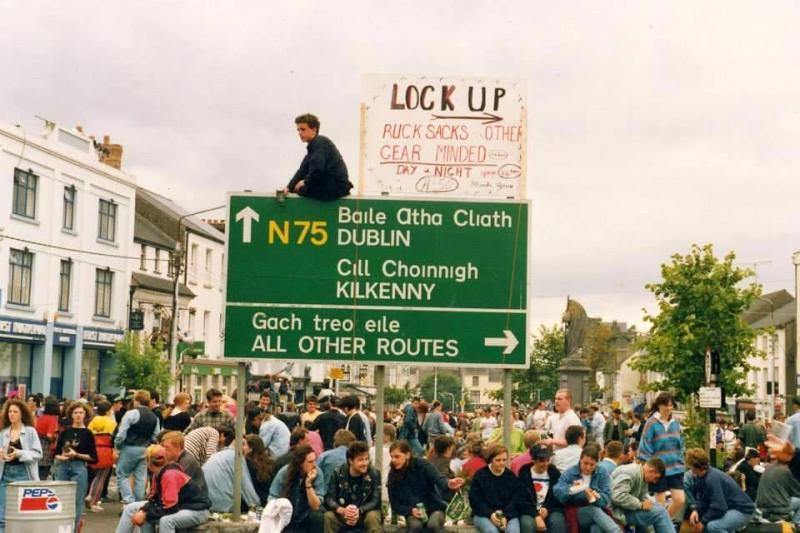 LOCK UP
RUCK SACKS OTHER
GEAR MINDED
DAY + NIGHT
N75
Baile Átha Cliath
DUBLIN
Cill Choinnigh
KILKENNY
Gach treo eile
ALL OTHER ROUTES
PEPSI